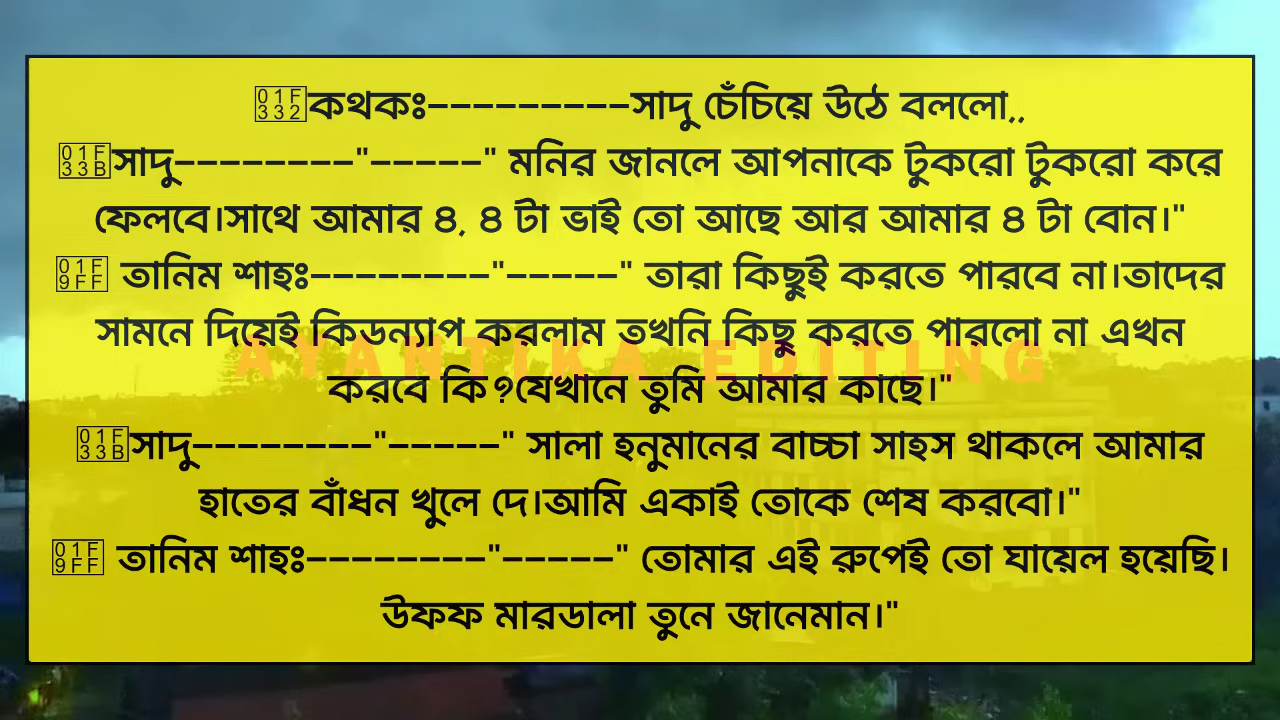 কথকঃ---------সাদু চেঁচিয়ে উঠে বললো,,
সাদু--------"-----" মনির জানলে আপনাকে টুকরো টুকরো করে
ফেলবে।সাথে আমার ৪, ৪ টা ভাই তো আছে আর আমার ৪ টা বোন।"
তানিম শাহঃ--------"-----" তারা কিছুই করতে পারবে না।তাদের
সামনে দিয়েই কিডন্যাপ করলাম তখনি কিছু করতে পারলো না এখন
AYANTIKA EDITING
করবে কি?যেখানে তুমি আমার কাছে।"
সাদু--------"-----" সালা হনুমানের বাচ্চা সাহস থাকলে আমার
হাতের বাঁধন খুলে দে।আমি একাই তোকে শেষ করবো।"
তানিম শাহঃ--------"-----" তোমার এই রুপেই তো ঘায়েল হয়েছি।
উফফ মারডালা তুনে জানেমান।"